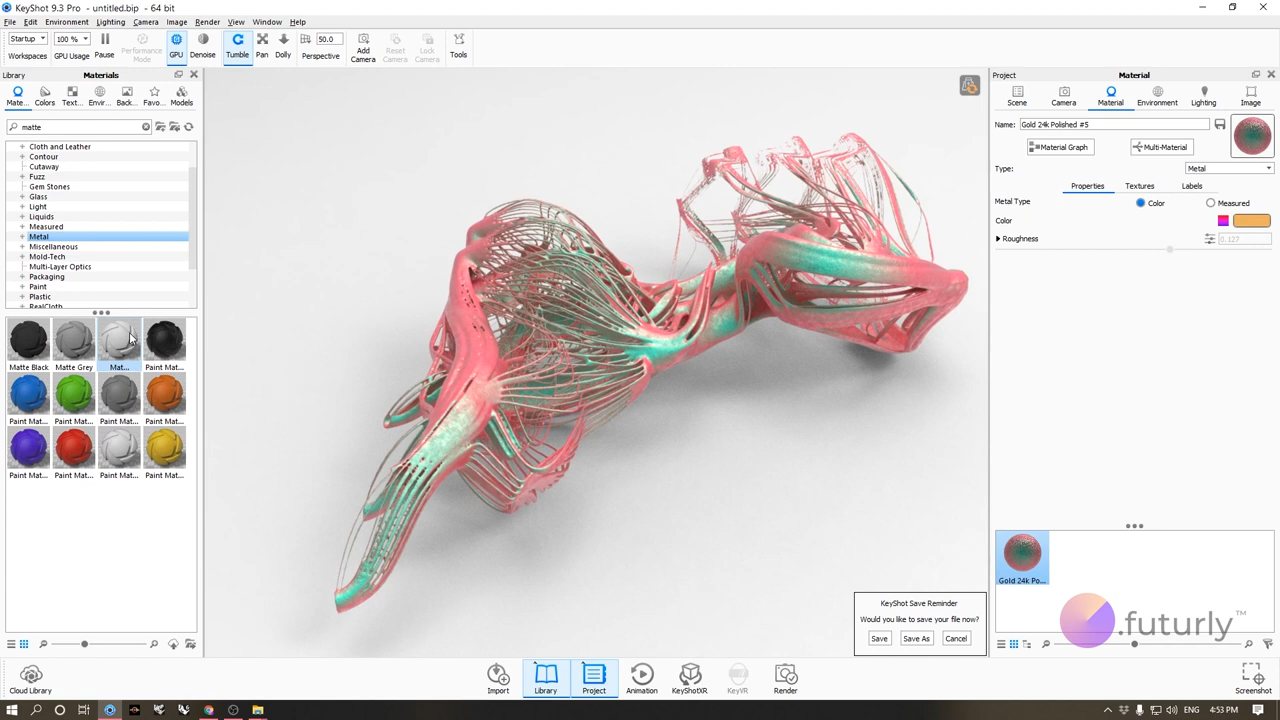 KeyShot 9.3 Pro - untitled.bip - 64 bit
File Edit Environment Lighting Camera Image Render View Window Help
Startup 100 % 50.0
Workspaces GPU Usage Pause Performance Mode GPU Denoise Tumble Pan Dolly Perspective Add Camera Reset Camera Lock Camera Tools
Library Materials
Mate... Colors Text... Envir... Back... Favo... Models
matte
Cloth and Leather
Contour
Cutaway
Fuzz
Gem Stones
Glass
Light
Liquids
Measured
Metal
Miscellaneous
Mold-Tech
Multi-Layer Optics
Packaging
Paint
Plastic
RealCloth
Matte Black Matte Grey Mat... Paint Mat...
Paint Mat... Paint Mat... Paint Mat... Paint Mat...
Paint Mat... Paint Mat... Paint Mat... Paint Mat...
Project Material
Scene Camera Material Environment Lighting Image
Name: Gold 24k Polished #5
Material Graph Multi-Material
Type: Metal
Properties Textures Labels
Metal Type Color Measured
Color
Roughness 0.127
Gold 24k Po...
KeyShot Save Reminder
Would you like to save your file now?
Save Save As Cancel
.futurly™
Cloud Library Import Library Project Animation KeyShotXR KeyVR Render Screenshot
ENG 4:53 PM